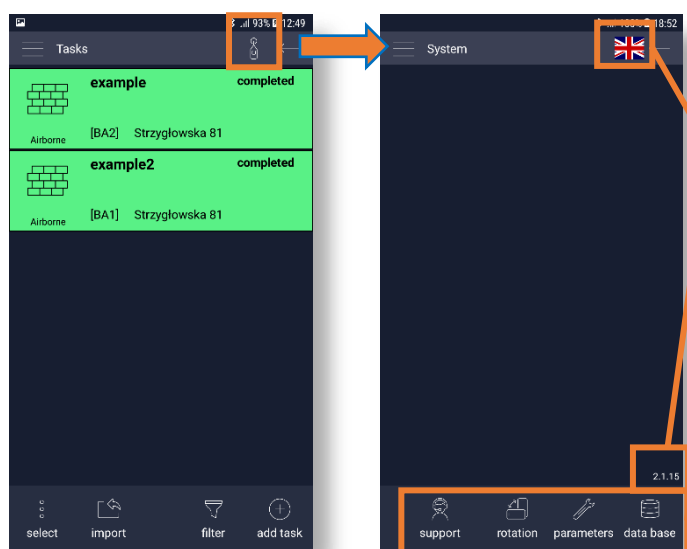 93% 12:49
Tasks
example completed
Airborne [BA2] Strzygłowska 81
example2 completed
Airborne [BA1] Strzygłowska 81
select import filter add task
18:52
System
2.1.15
support rotation parameters data base